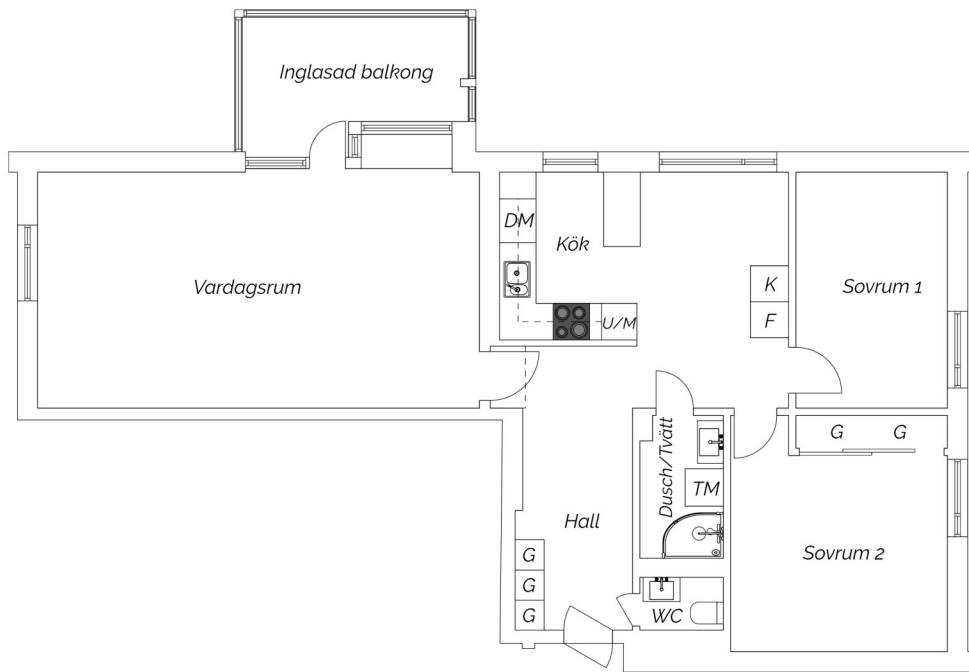 Inglasad balkong
DM
Kök
Vardagsrum
K
Sovrum 1
U/M
F
G
G
Dusch/Tvätt
TM
Hall
G
Sovrum 2
G
G
WC